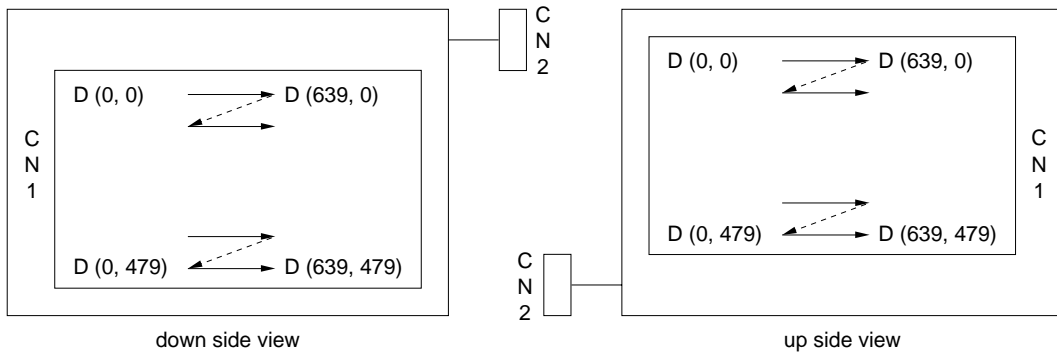 C
N
2
D (0, 0) D (639, 0)
C
N
1
D (0, 479) D (639, 479)
down side view
D (0, 0) D (639, 0)
C
N
1
D (0, 479) D (639, 479)
C
N
2
up side view